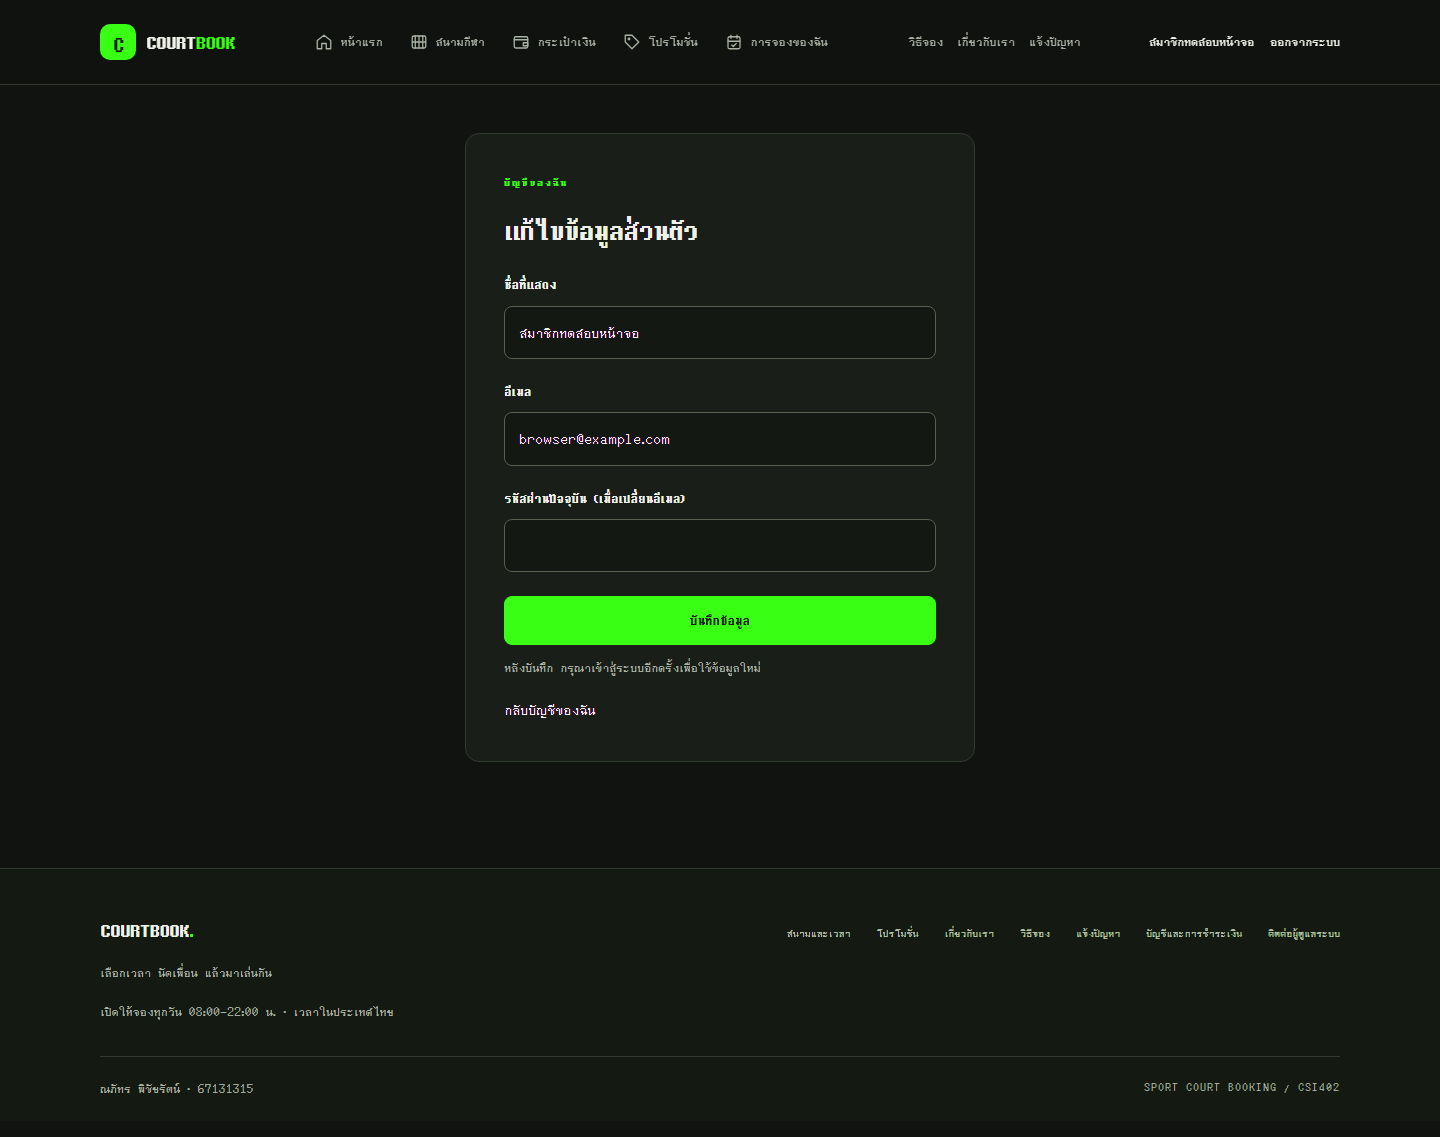 C COURTBOOK
หน้าแรก
สนามกีฬา
กระเป๋าเงิน
โปรโมชั่น
การจองของฉัน
วิธีจอง
เกี่ยวกับเรา
แจ้งปัญหา
สมาชิกทดสอบหน้าจอ
ออกจากระบบ
บัญชีของฉัน
แก้ไขข้อมูลส่วนตัว
ชื่อที่แสดง
สมาชิกทดสอบหน้าจอ
อีเมล
browser@example.com
รหัสผ่านปัจจุบัน (เมื่อเปลี่ยนอีเมล)
บันทึกข้อมูล
หลังบันทึก กรุณาเข้าสู่ระบบอีกครั้งเพื่อใช้ข้อมูลใหม่
กลับบัญชีของฉัน
COURTBOOK.
สนามและเวลา
โปรโมชั่น
เกี่ยวกับเรา
วิธีจอง
แจ้งปัญหา
บัญชีและการชำระเงิน
ติดต่อผู้ดูแลระบบ
เลือกเวลา นัดเพื่อน แล้วมาเล่นกัน
เปิดให้จองทุกวัน 08:00–22:00 น. · เวลาในประเทศไทย
ณภัทร พิชัยรัตน์ · 67131315
SPORT COURT BOOKING / CSI402